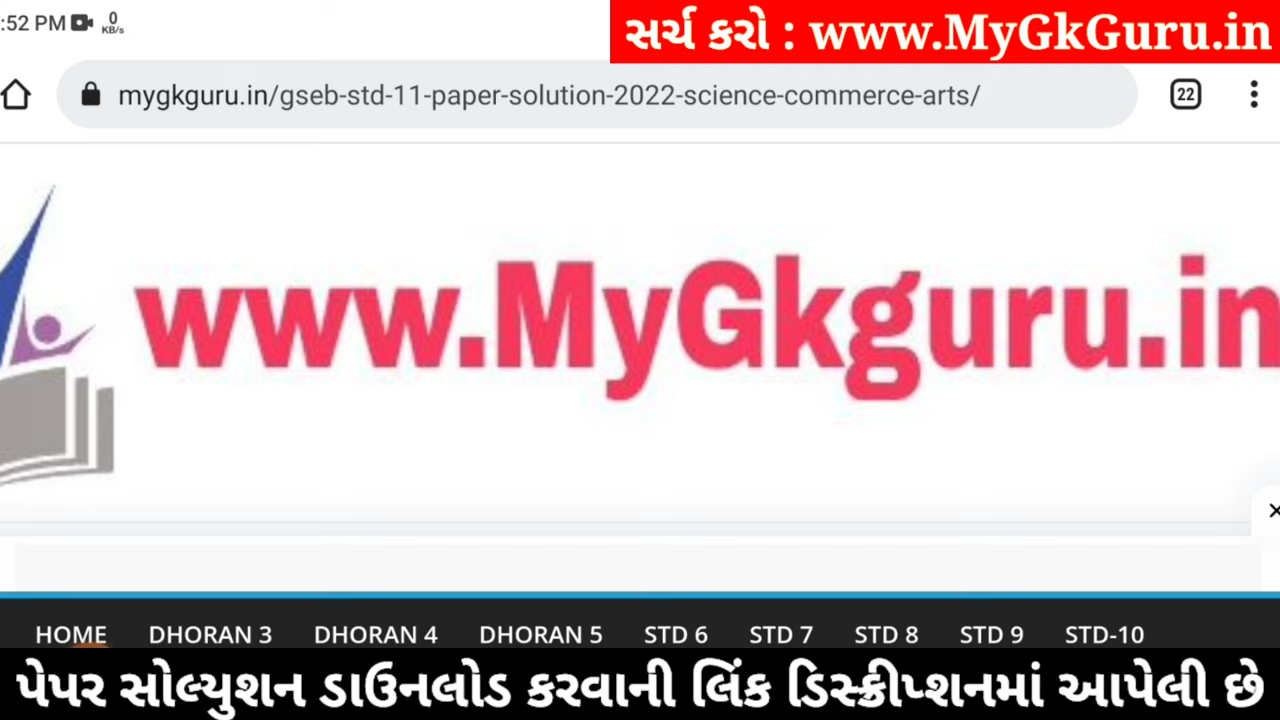 :52 PM 0 KB/s
સર્ચ કરો : www.MyGkGuru.in
mygkguru.in/gseb-std-11-paper-solution-2022-science-commerce-arts/ 22
www.MyGkguru.in
×
HOME DHORAN 3 DHORAN 4 DHORAN 5 STD 6 STD 7 STD 8 STD 9 STD-10
પેપર સોલ્યુશન ડાઉનલોડ કરવાની લિંક ડિસ્ક્રીપ્શનમાં આપેલી છે